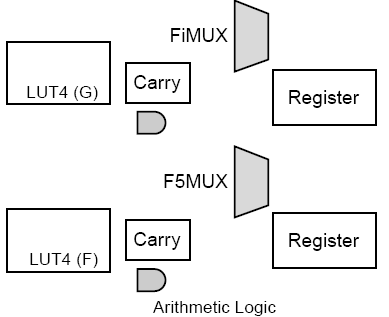 FiMUX
Carry
LUT4 (G)
Register
F5MUX
Carry
LUT4 (F)
Register
Arithmetic Logic